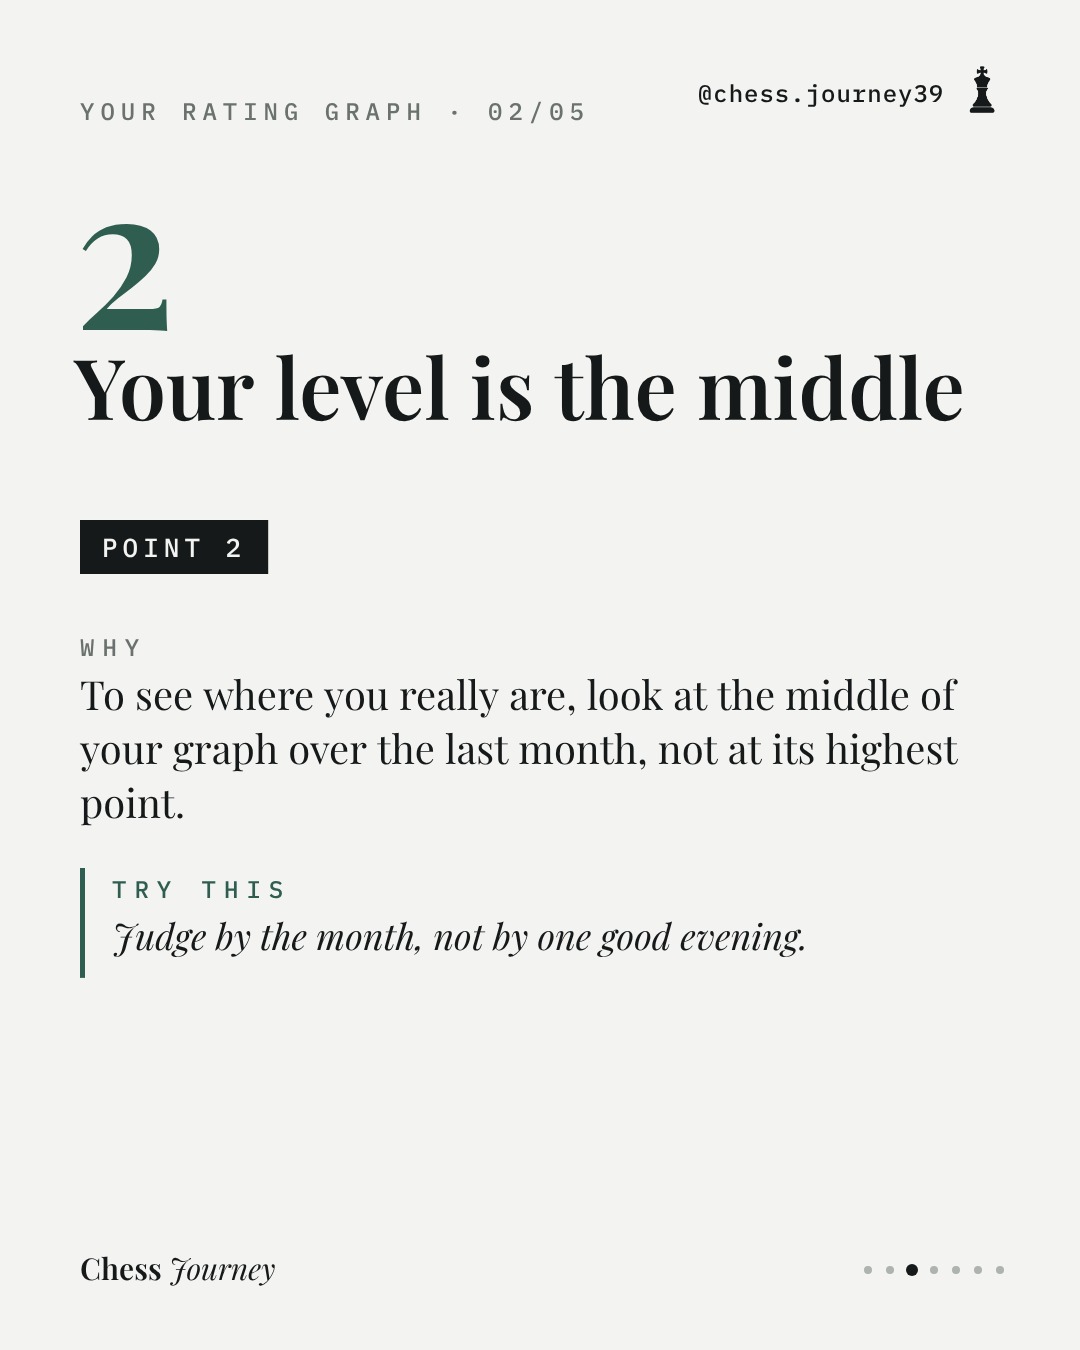 YOUR RATING GRAPH · 02/05
@chess.journey39
2
Your level is the middle
POINT 2
WHY
To see where you really are, look at the middle of
your graph over the last month, not at its highest
point.
TRY THIS
Judge by the month, not by one good evening.
Chess Journey